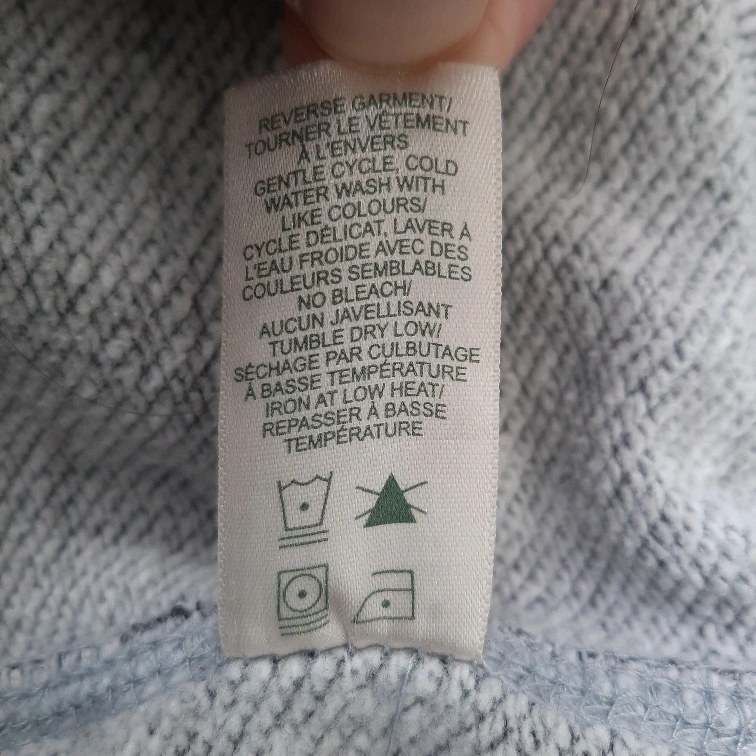 REVERSE GARMENT/
TOURNER LE VÊTEMENT
À L'ENVERS
GENTLE CYCLE, COLD
WATER WASH WITH
LIKE COLOURS/
CYCLE DÉLICAT, LAVER À
L'EAU FROIDE AVEC DES
COULEURS SEMBLABLES
NO BLEACH/
AUCUN JAVELLISANT
TUMBLE DRY LOW/
SÉCHAGE PAR CULBUTAGE
À BASSE TEMPÉRATURE
IRON AT LOW HEAT/
REPASSER À BASSE
TEMPÉRATURE